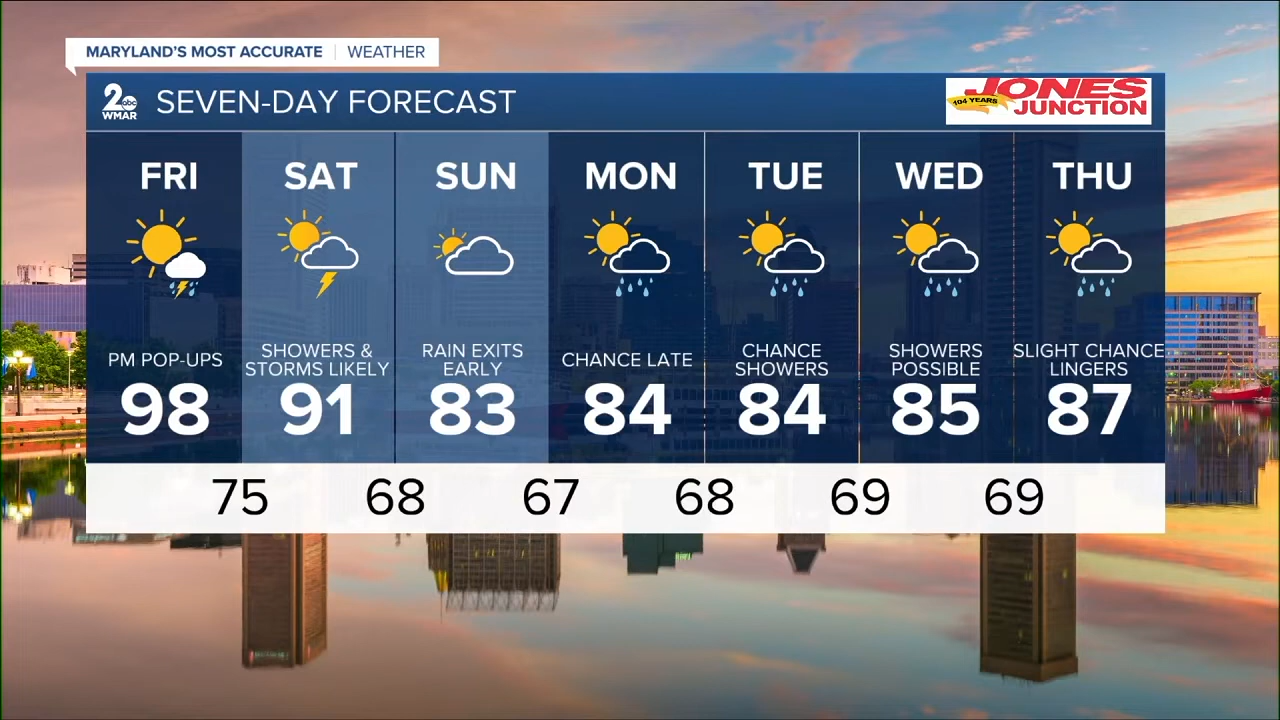 MARYLAND'S MOST ACCURATE | WEATHER
2 abc
WMAR
SEVEN-DAY FORECAST
JONES
104 YEARS
JUNCTION
FRI SAT SUN MON TUE WED THU
PM POP-UPS
SHOWERS &
STORMS LIKELY
RAIN EXITS
EARLY
CHANCE LATE
CHANCE
SHOWERS
SHOWERS
POSSIBLE
SLIGHT CHANCE
LINGERS
98 91 83 84 84 85 87
75 68 67 68 69 69